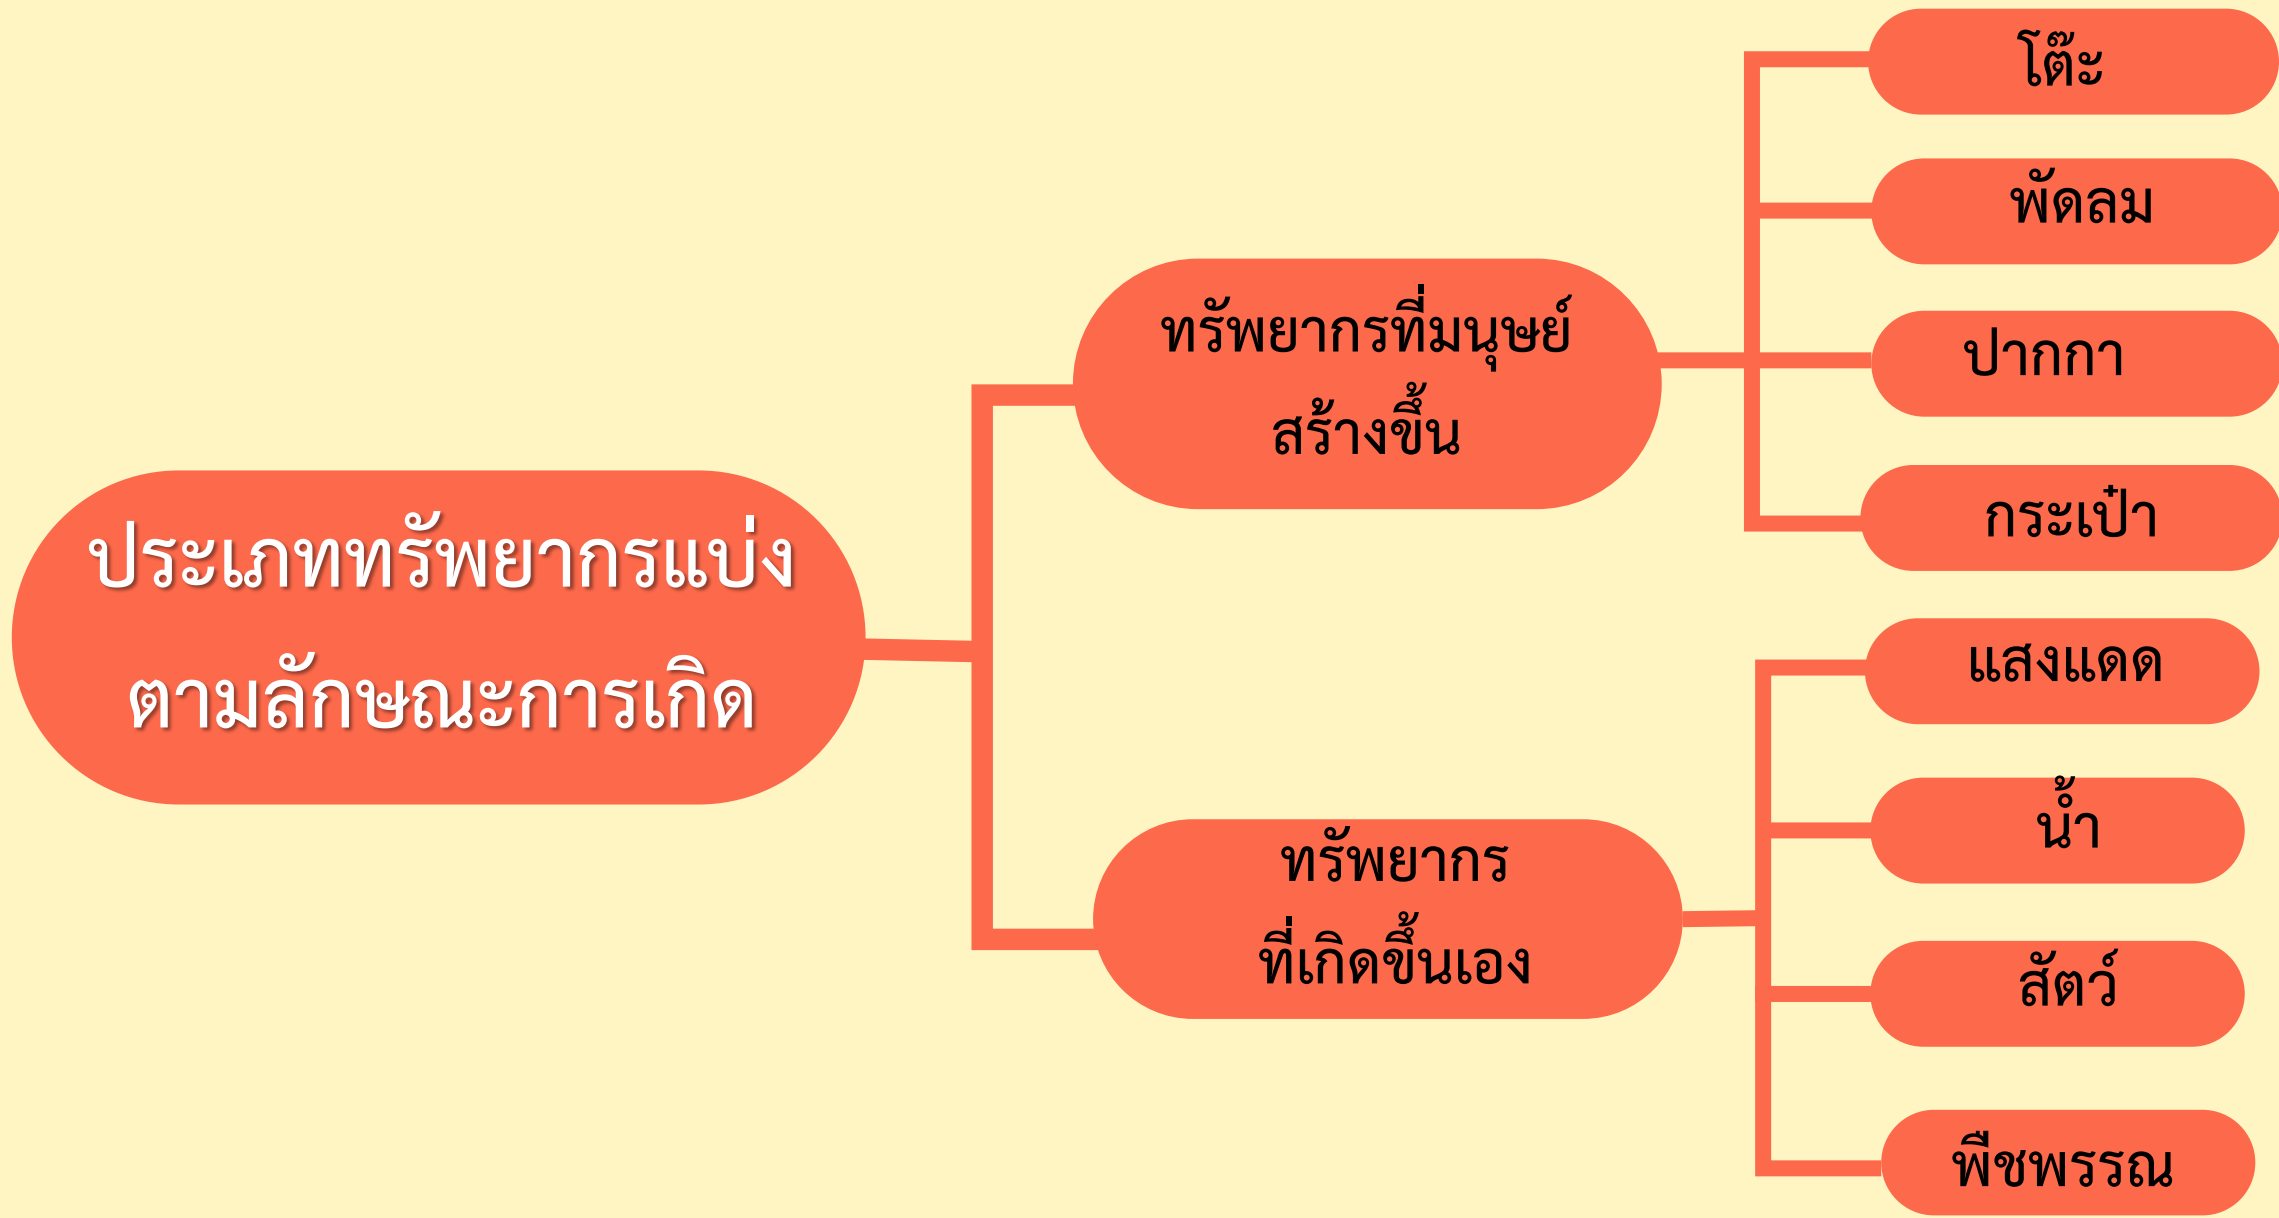 ประเภททรัพยากรแบ่ง
ตามลักษณะการเกิด
ทรัพยากรที่มนุษย์
สร้างขึ้น
โต๊ะ
พัดลม
ปากกา
กระเป๋า
ทรัพยากร
ที่เกิดขึ้นเอง
แสงแดด
น้ำ
สัตว์
พืชพรรณ